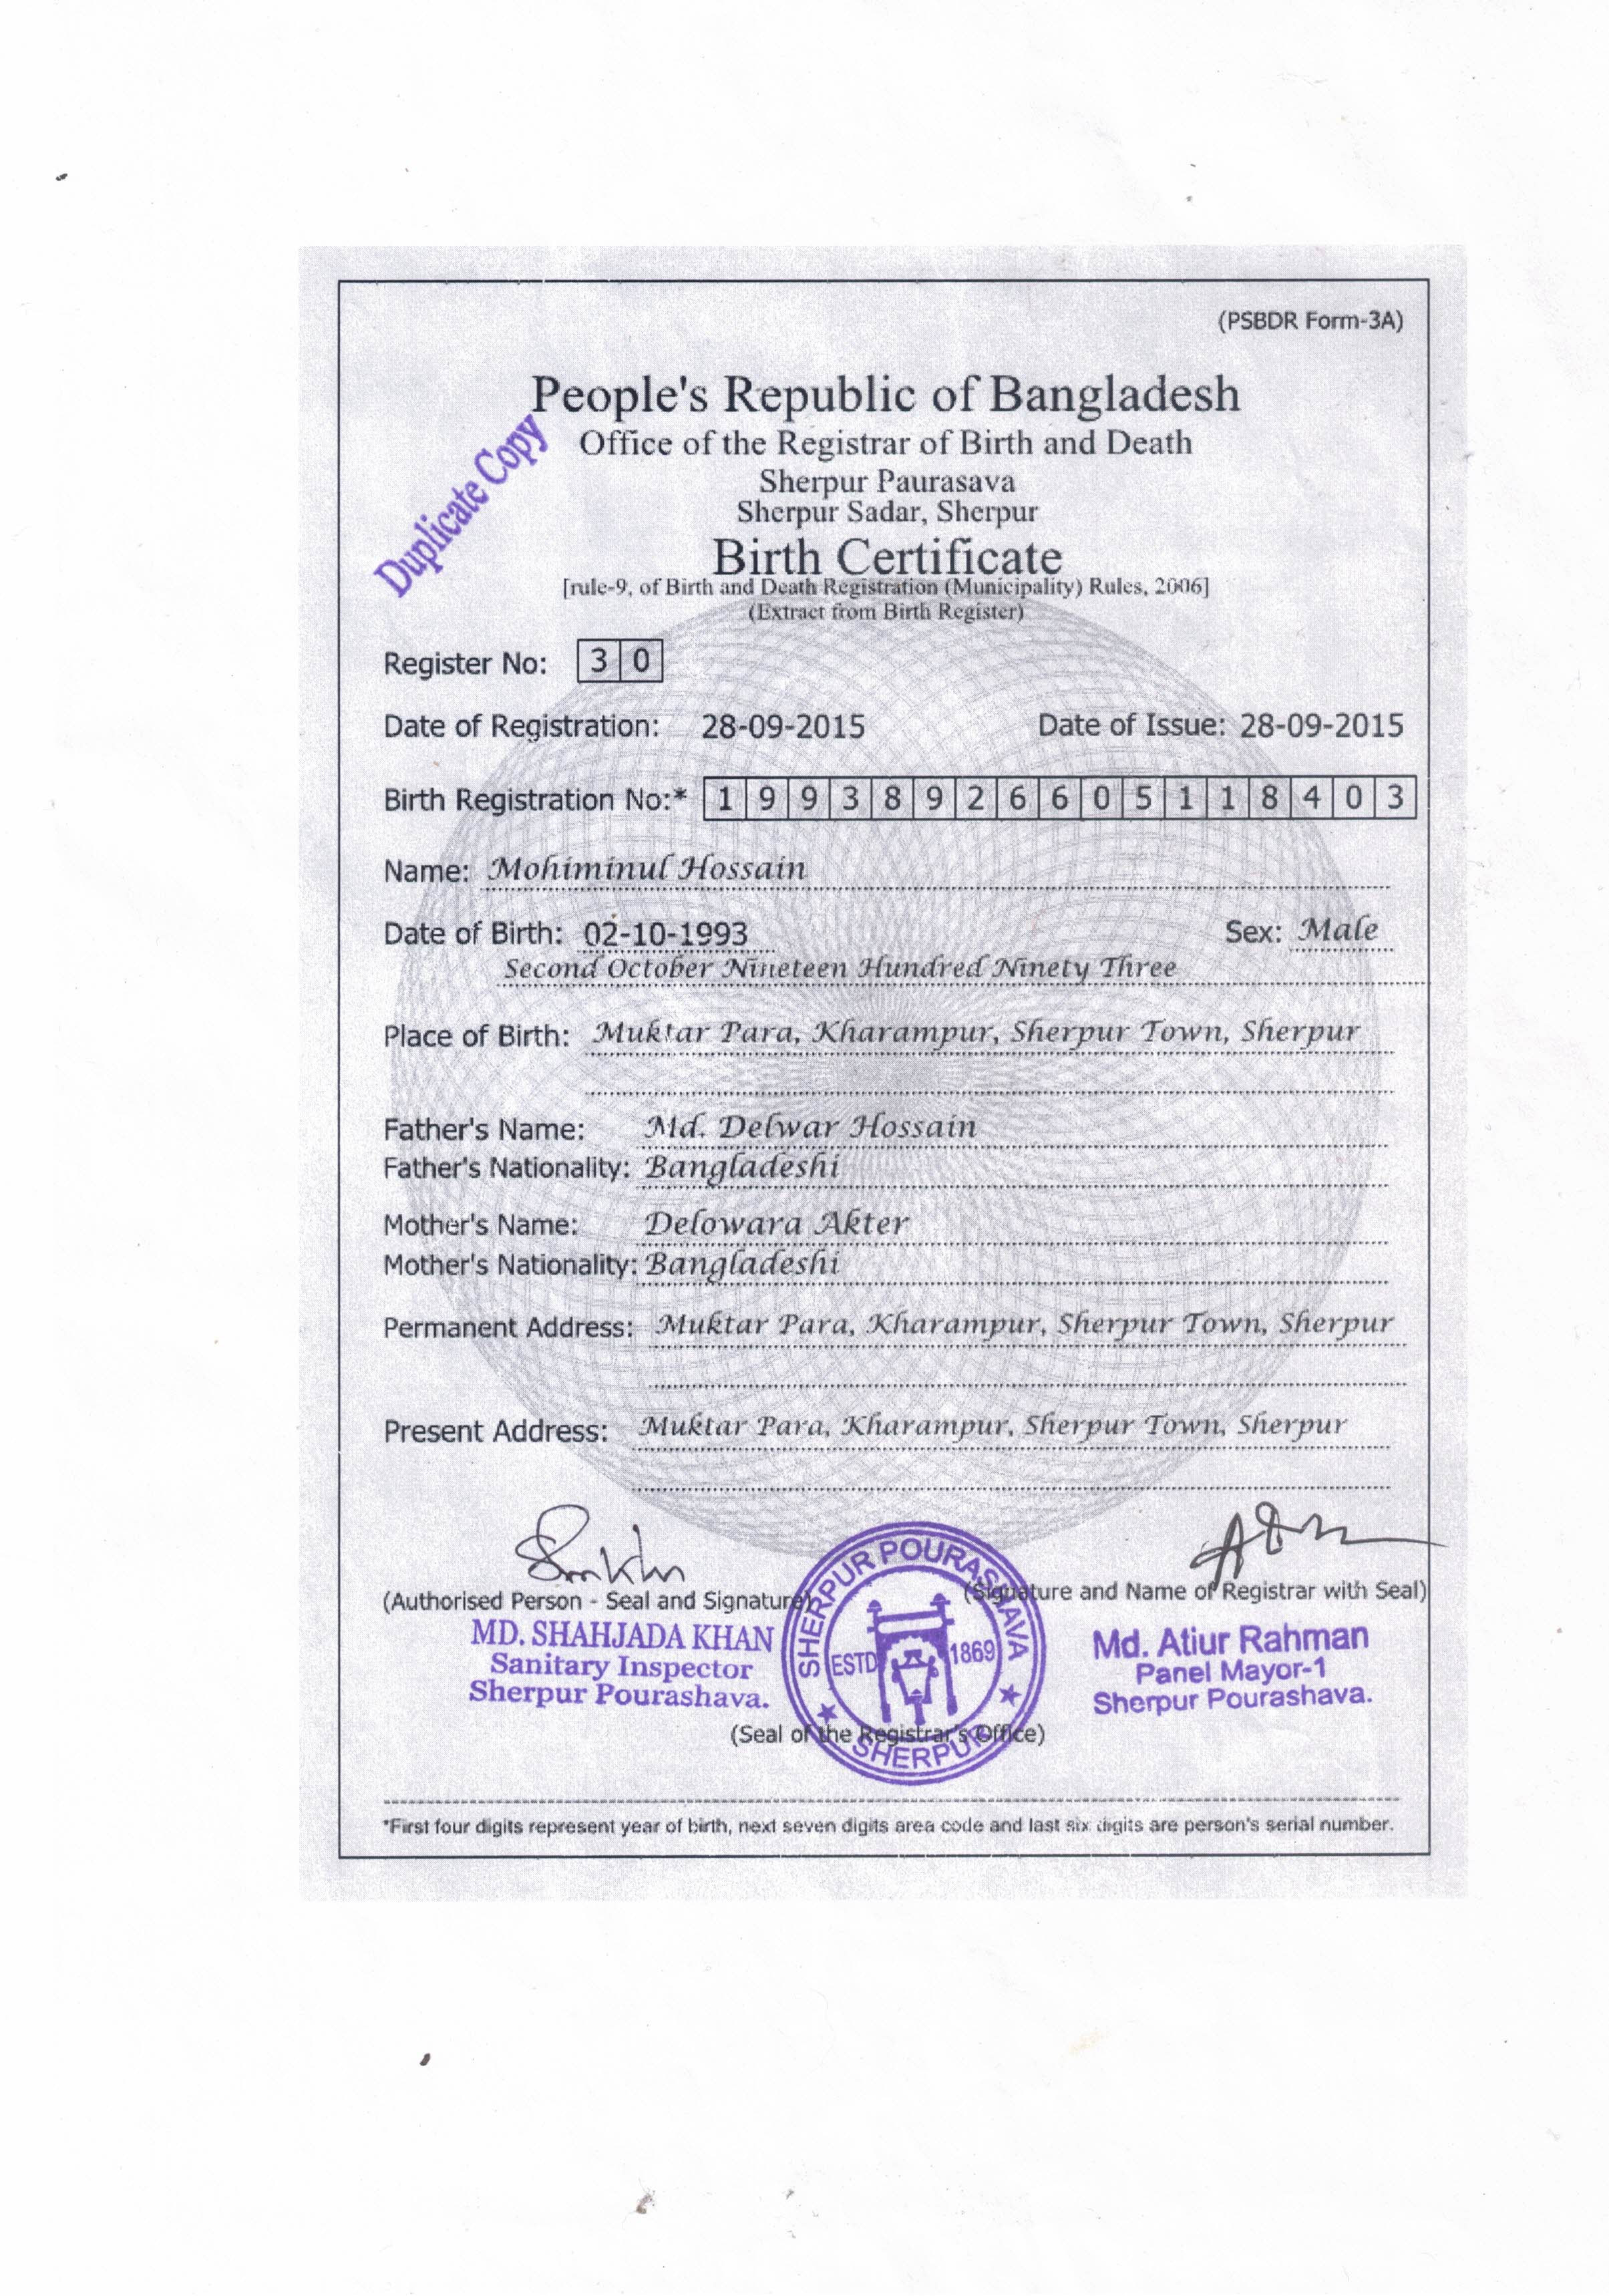 (PSBDR Form-3A)
People's Republic of Bangladesh
Duplicate Copy
Office of the Registrar of Birth and Death
Sherpur Paurasava
Sherpur Sadar, Sherpur
Birth Certificate
[rule-9, of Birth and Death Registration (Municipality) Rules, 2006]
(Extract from Birth Register)
Register No: 3 0
Date of Registration: 28-09-2015 Date of Issue: 28-09-2015
Birth Registration No:* 1 9 9 3 8 9 2 6 6 0 5 1 1 8 4 0 3
Name: Mohiminul Hossain
Date of Birth: 02-10-1993 Sex: Male
Second October Nineteen Hundred Ninety Three
Place of Birth: Muktar Para, Kharampur, Sherpur Town, Sherpur
Father's Name: Md. Delwar Hossain
Father's Nationality: Bangladeshi
Mother's Name: Delowara Akter
Mother's Nationality: Bangladeshi
Permanent Address: Muktar Para, Kharampur, Sherpur Town, Sherpur
Present Address: Muktar Para, Kharampur, Sherpur Town, Sherpur
(Authorised Person - Seal and Signature) (Signature and Name of Registrar with Seal)
MD. SHAHJADA KHAN
Sanitary Inspector
Sherpur Pourashava.
SHERPUR POURASHAVA
ESTD 1869
SHERPUR
Md. Atiur Rahman
Panel Mayor-1
Sherpur Pourashava.
(Seal of the Registrar's Office)
*First four digits represent year of birth, next seven digits area code and last six digits are person's serial number.